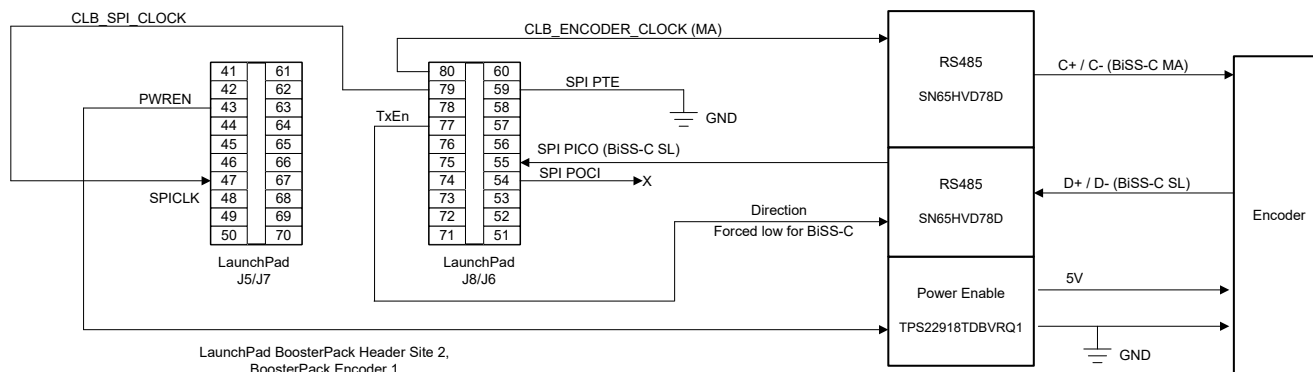 CLB_SPI_CLOCK
CLB_ENCODER_CLOCK (MA)
RS485
SN65HVD78D
C+ / C- (BiSS-C MA)
PWREN
41 61
42 62
43 63
44 64
45 65
46 66
47 67
48 68
49 69
50 70
SPICLK
LaunchPad
J5/J7
TxEn
80 60
79 59
78 58
77 57
76 56
75 55
74 54
73 53
72 52
71 51
LaunchPad
J8/J6
SPI PTE
GND
SPI PICO (BiSS-C SL)
SPI POCI
X
RS485
SN65HVD78D
D+ / D- (BiSS-C SL)
Encoder
Direction
Forced low for BiSS-C
Power Enable
TPS22918TDBVRQ1
5V
GND
LaunchPad BoosterPack Header Site 2,
BoosterPack Encoder 1